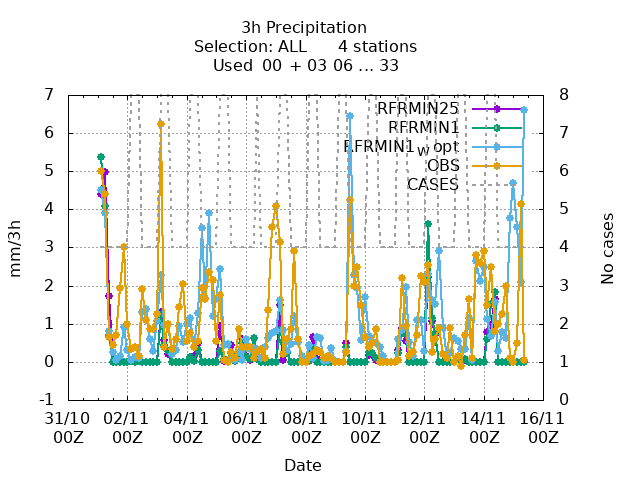 3h Precipitation
Selection: ALL 4 stations
Used 00 + 03 06 ... 33
7
6
5
4
3
2
1
0
-1
8
7
6
5
4
3
2
1
0
RFRMIN25
RFRMIN1
RFRMIN1w opt
OBS
CASES
mm/3h
No cases
31/10 02/11 04/11 06/11 08/11 10/11 12/11 14/11 16/11
00Z 00Z 00Z 00Z 00Z 00Z 00Z 00Z 00Z
Date